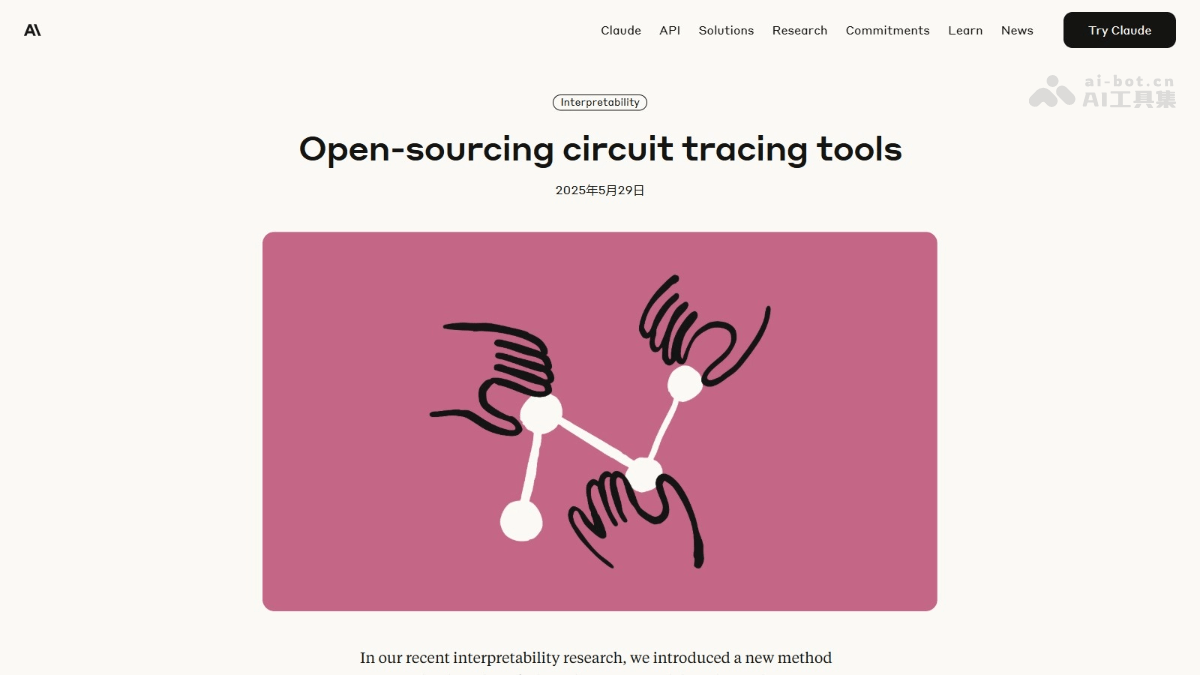 A\
Claude API Solutions Research Commitments Learn News Try Claude
ai-bot.cn
AI工具集
Interpretability
Open-sourcing circuit tracing tools
2025年5月29日
In our recent interpretability research, we introduced a new method